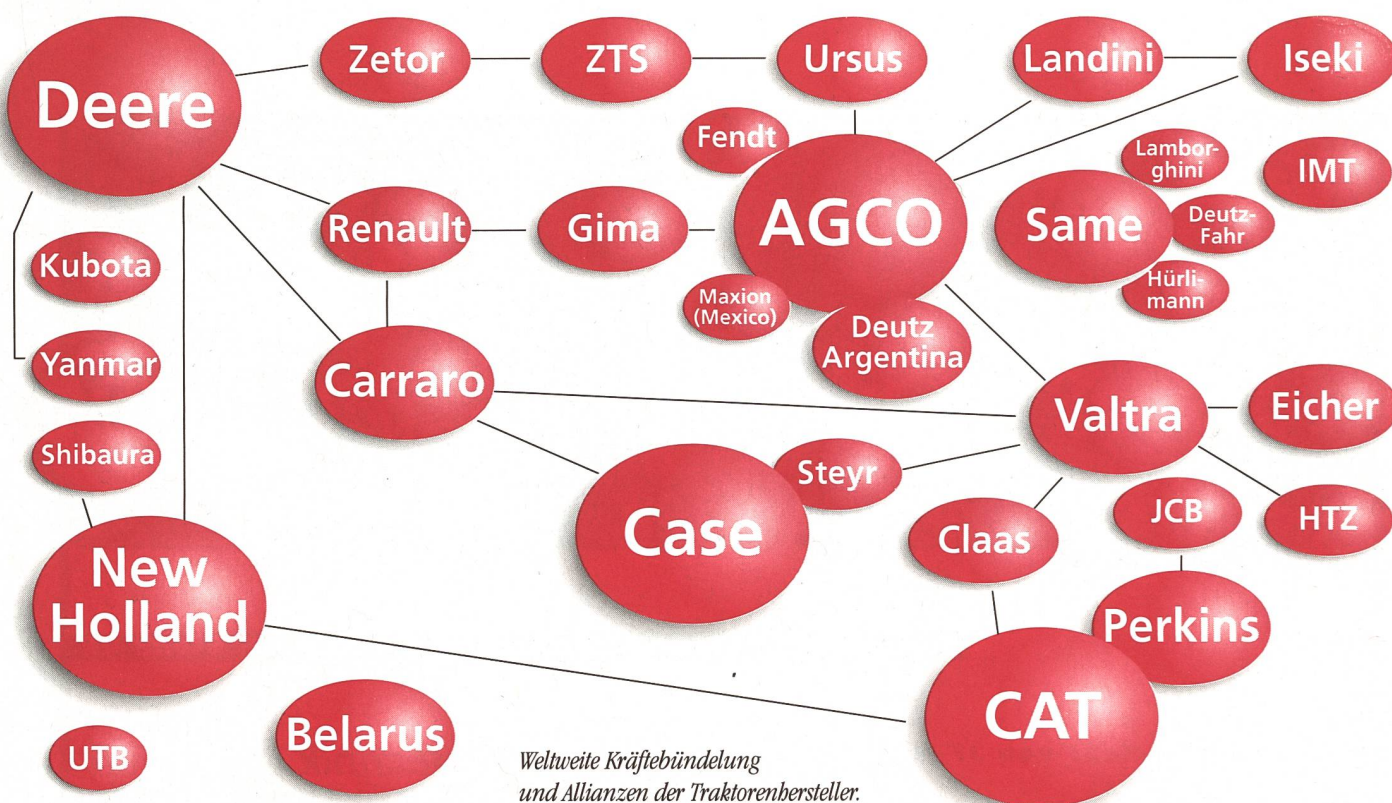 Deere
Zetor
ZTS
Ursus
Landini
Iseki
Fendt
Lambor-
ghini
IMT
Renault
Gima
AGCO
Same
Deutz-
Fahr
Kubota
Maxion
(Mexico)
Hürli-
mann
Deutz
Argentina
Yanmar
Carraro
Valtra
Eicher
Shibaura
Steyr
Case
Claas
JCB
HTZ
New
Holland
Perkins
CAT
Belarus
UTB
Weltweite Kräftebündelung
und Allianzen der Traktorenhersteller.